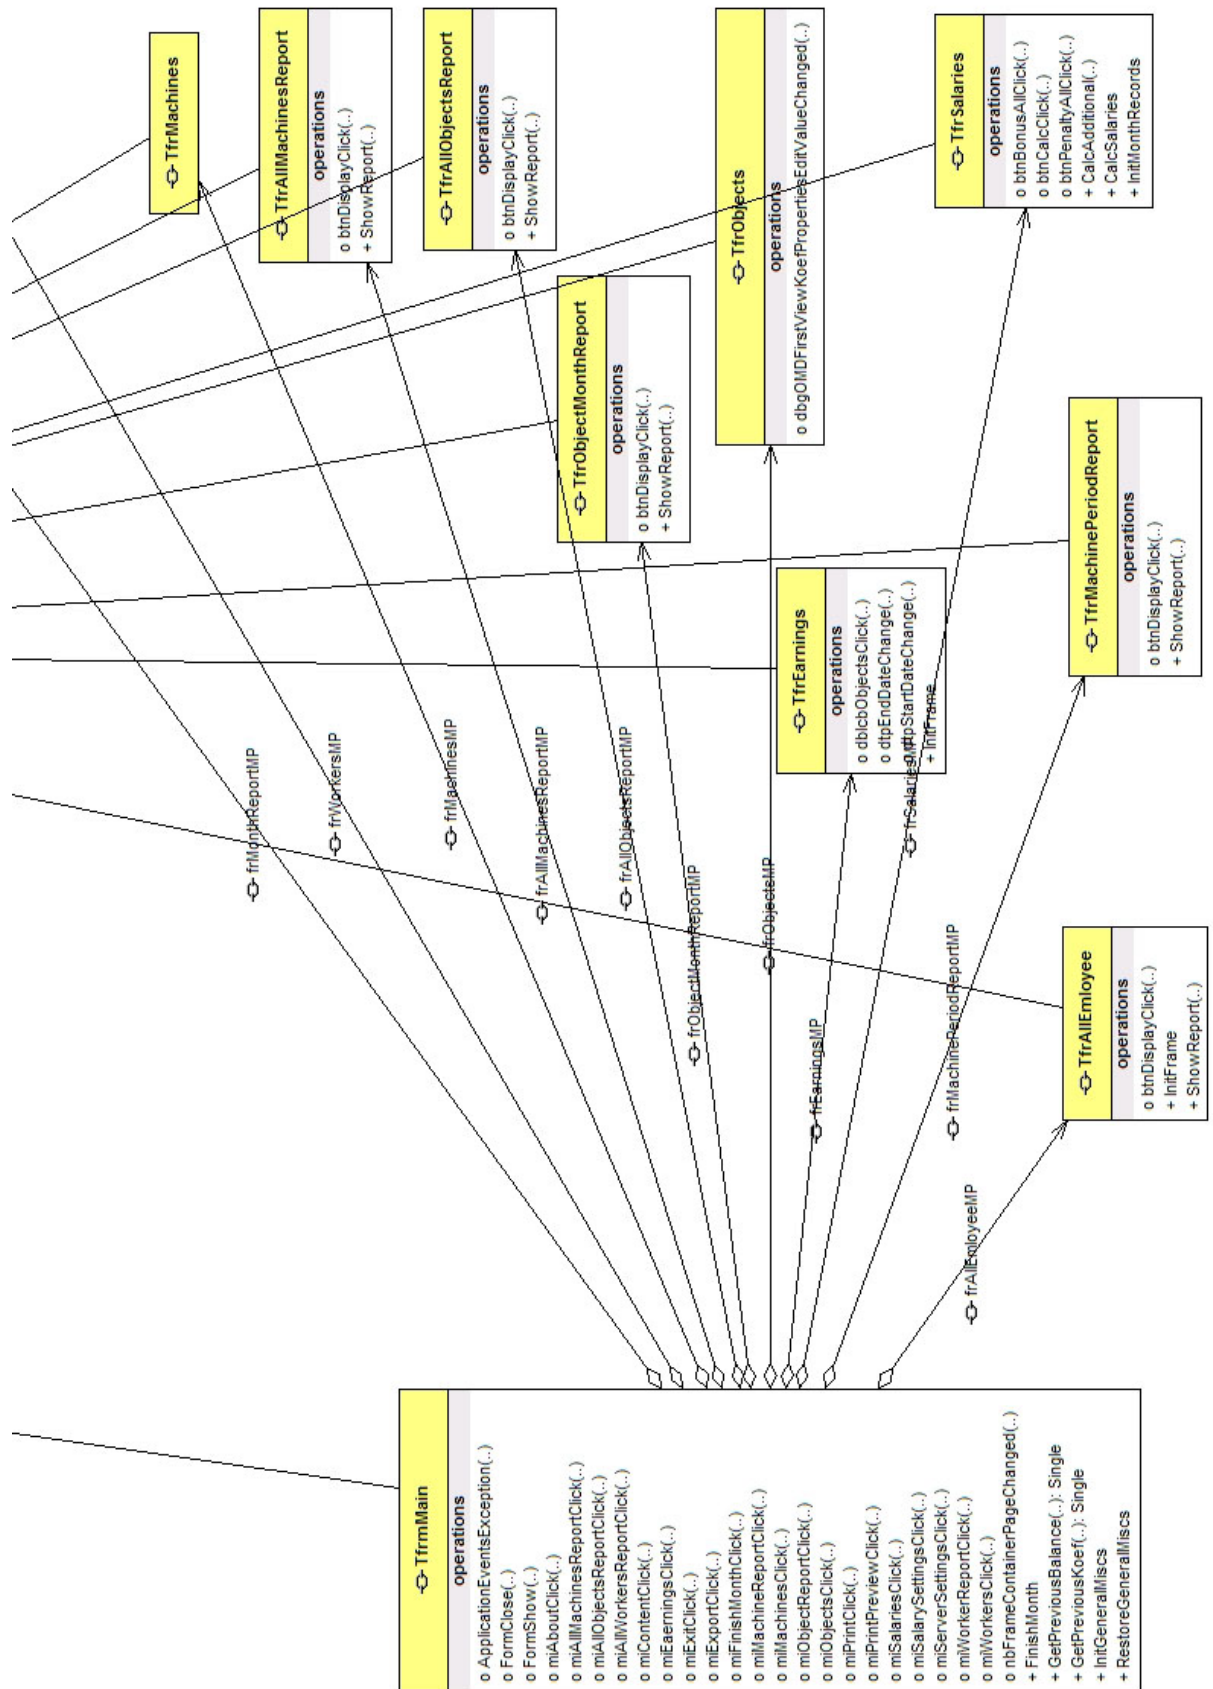 TfrMachines
TfrAllMachinesReport
operations
o btnDisplayClick(..)
+ ShowReport(..)
TfrAllObjectsReport
operations
o btnDisplayClick(..)
+ ShowReport(..)
TfrObjectMonthReport
operations
o btnDisplayClick(..)
+ ShowReport(..)
TfrObjects
operations
o dbgOMDFirstViewKoefPropertiesEditValueChanged(..)
TfrSalaries
operations
o btnBonusAllClick(..)
o btnCalcClick(..)
o btnPenaltyAllClick(..)
+ CalcAdditional(..)
+ CalcSalaries
+ InitMonthRecords
TfrEarnings
operations
o dblcbObjectsClick(..)
o dtpEndDateChange(..)
o dtpStartDateChange(..)
+ InitFrame
TfrMachinePeriodReport
operations
o btnDisplayClick(..)
+ ShowReport(..)
TfrAllEmloyee
operations
o btnDisplayClick(..)
+ InitFrame
+ ShowReport(..)
frMonthReportMP
frWorkersMP
frMachinesMP
frAllMachinesReportMP
frAllObjectsReportMP
frObjectMonthReportMP
frObjectsMP
frEarningsMP
frSalariesMP
frMachinePeriodReportMP
frAllEmloyeeMP
TfrmMain
operations
o ApplicationEventsException(..)
o FormClose(..)
o FormShow(..)
o miAboutClick(..)
o miAllMachinesReportClick(..)
o miAllObjectsReportClick(..)
o miAllWorkersReportClick(..)
o miContentClick(..)
o miEaerningsClick(..)
o miExitClick(..)
o miExportClick(..)
o miFinishMonthClick(..)
o miMachineReportClick(..)
o miMachinesClick(..)
o miObjectReportClick(..)
o miObjectsClick(..)
o miPrintClick(..)
o miPrintPreviewClick(..)
o miSalariesClick(..)
o miSalarySettingsClick(..)
o miServerSettingsClick(..)
o miWorkerReportClick(..)
o miWorkersClick(..)
o nbFrameContainerPageChanged(..)
+ FinishMonth
+ GetPreviousBalance(..): Single
+ GetPreviousKoef(..): Single
+ InitGeneralMiscs
+ RestoreGeneralMiscs